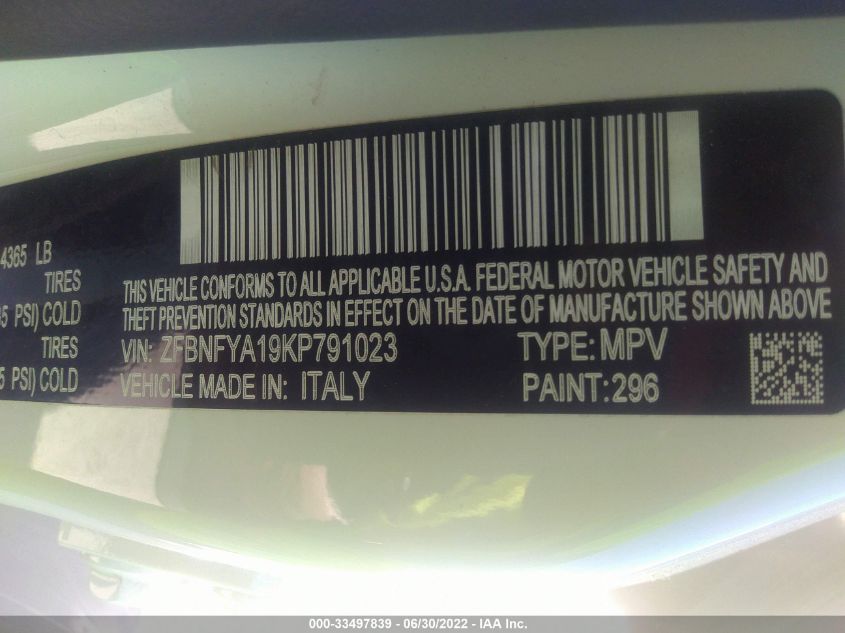 4365 LB
TIRES
5 PSI) COLD
TIRES
5 PSI) COLD
THIS VEHICLE CONFORMS TO ALL APPLICABLE U.S.A. FEDERAL MOTOR VEHICLE SAFETY AND
THEFT PREVENTION STANDARDS IN EFFECT ON THE DATE OF MANUFACTURE SHOWN ABOVE
VIN: ZFBNFYA19KP791023 TYPE: MPV
VEHICLE MADE IN: ITALY PAINT:296
000-33497839 - 06/30/2022 - IAA Inc.